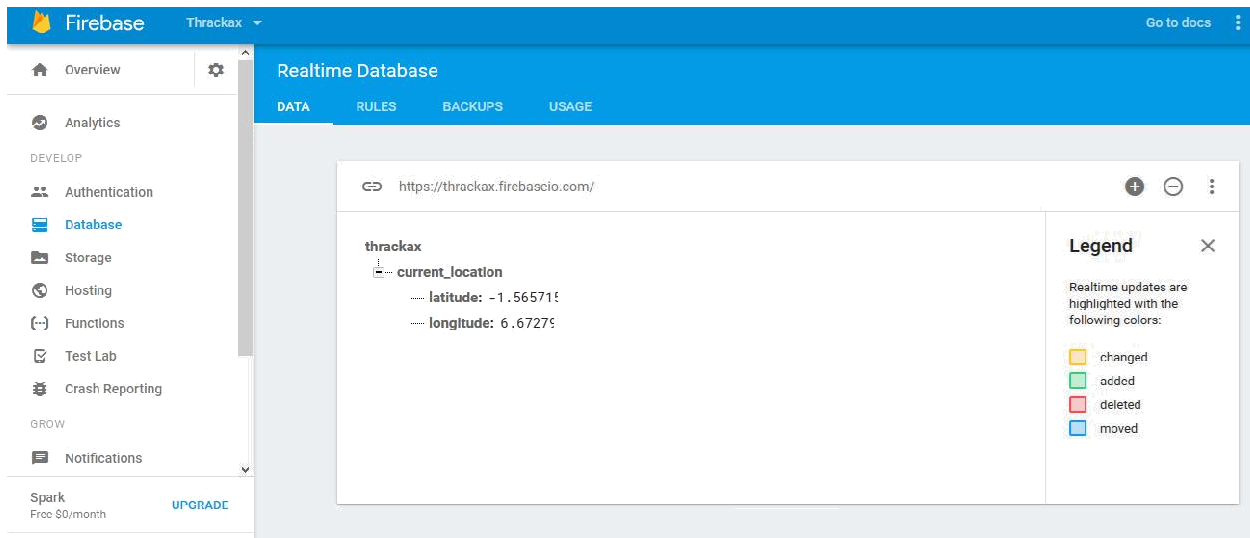 Firebase Thrackax Go to docs
Overview
Analytics
DEVELOP
Authentication
Database
Storage
Hosting
Functions
Test Lab
Crash Reporting
GROW
Notifications
Spark
Free $0/month
UPGRADE
Realtime Database
DATA RULES BACKUPS USAGE
https://thrackax.firebaseio.com/
thrackax
current_location
latitude: -1.565715
longitude: 6.67279
Legend
Realtime updates are
highlighted with the
following colors:
changed
added
deleted
moved